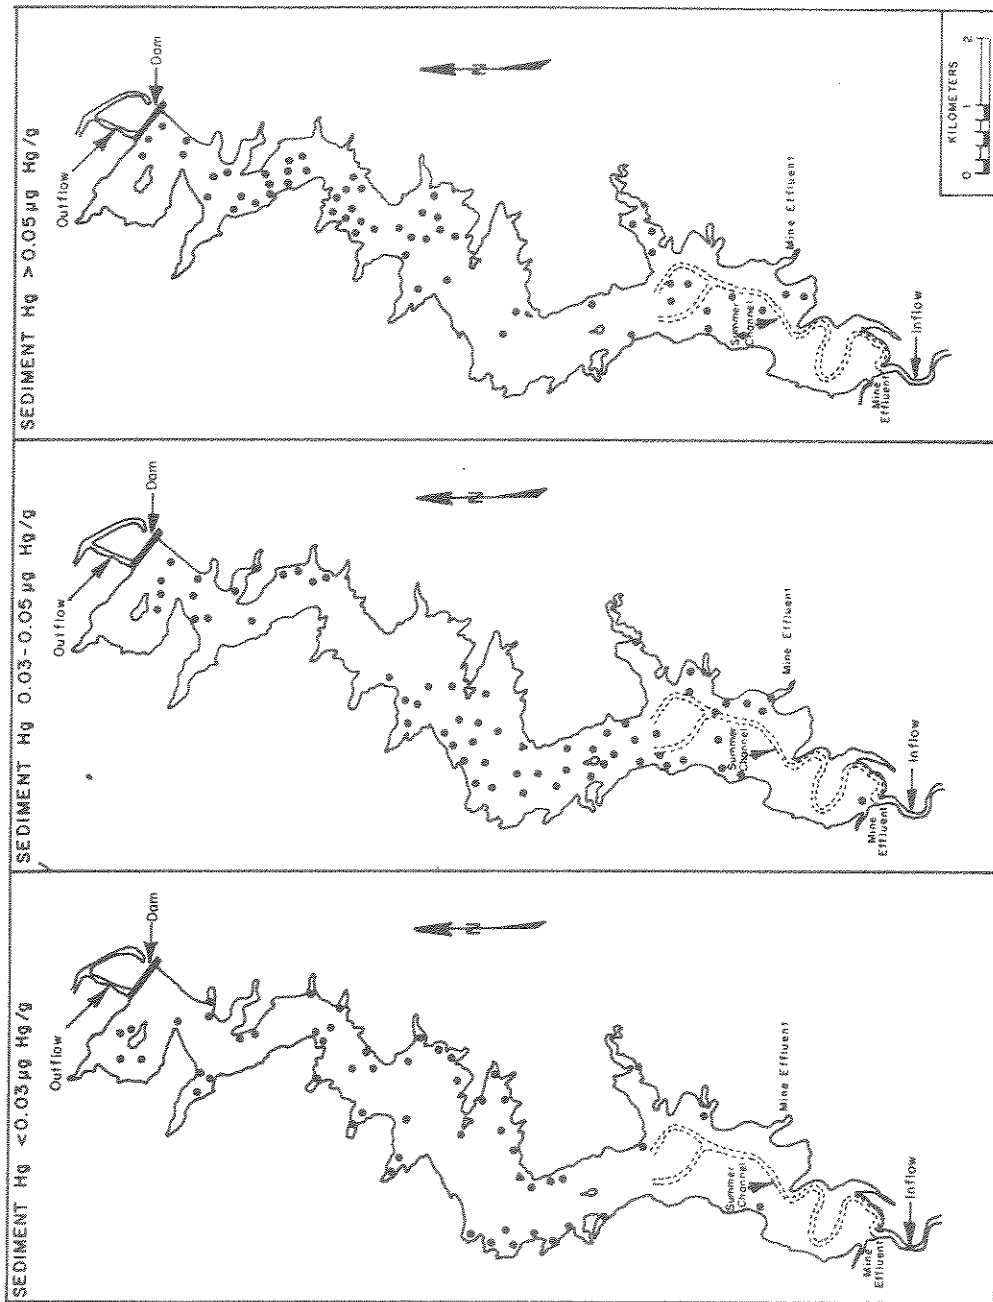 SEDIMENT Hg <0.03 µg Hg/g
Outflow
Dam
N
Summer
Channel
Mine Effluent
Mine
Effluent
Inflow
SEDIMENT Hg 0.03-0.05 µg Hg/g
Outflow
Dam
N
Summer
Channel
Mine Effluent
Mine
Effluent
Inflow
SEDIMENT Hg >0.05 µg Hg/g
Outflow
Dam
N
Summer
Channel
Mine Effluent
Mine
Effluent
Inflow
KILOMETERS
0 1 2